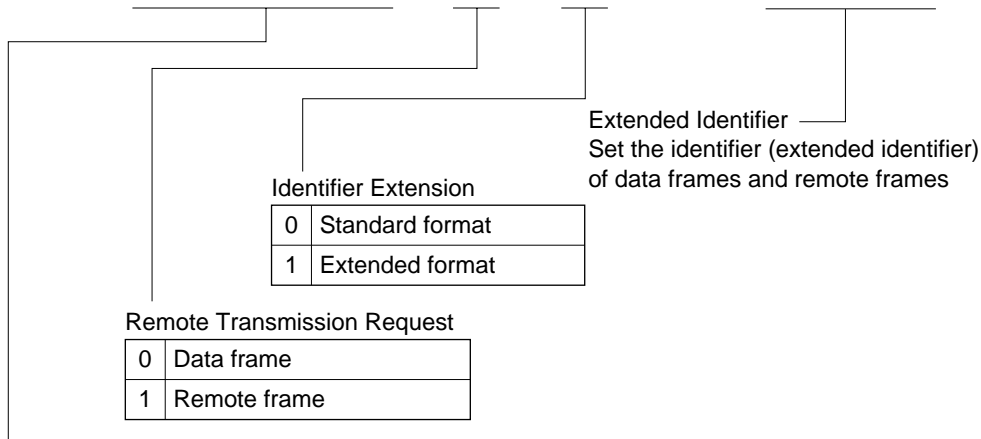 Extended Identifier
Set the identifier (extended identifier)
of data frames and remote frames
Identifier Extension
0 Standard format
1 Extended format
Remote Transmission Request
0 Data frame
1 Remote frame